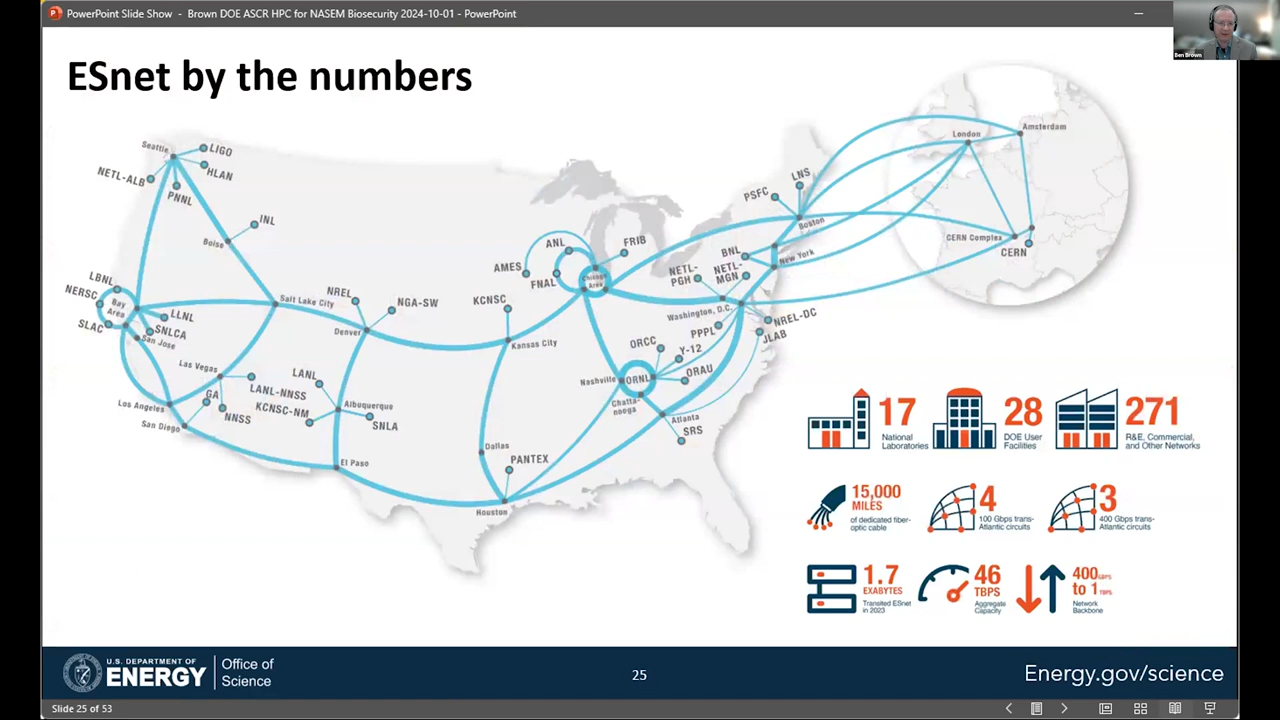 PowerPoint Slide Show - Brown DOE ASCR HPC for NASEM Biosecurity 2024-10-01 - PowerPoint
Ben Brown
ESnet by the numbers
Seattle
LIGO
HLAN
NETL-ALB
PNNL
INL
Boise
LBNL
NERSC
Bay
Area
SLAC
LLNL
SNLCA
San Jose
Salt Lake City
NREL
NGA-SW
Denver
Las Vegas
LANL-NNSS
GA
NNSS
Los Angeles
San Diego
LANL
KCNSC-NM
Albuquerque
SNLA
El Paso
KCNSC
Kansas City
Dallas
PANTEX
Houston
AMES
ANL
FNAL
Chicago
Area
FRIB
Nashville
ORNL
Chatta-
nooga
ORCC
Y-12
ORAU
Atlanta
SRS
NETL-
PGH
NETL-
MGN
BNL
Washington, D.C.
PPPL
NREL-DC
JLAB
New York
Boston
PSFC
LNS
London
Amsterdam
CERN Complex
CERN
17
National
Laboratories
28
DOE User
Facilities
271
R&E, Commercial,
and Other Networks
15,000
MILES
of dedicated fiber-
optic cable
4
100 Gbps trans-
Atlantic circuits
3
400 Gbps trans-
Atlantic circuits
1.7
EXABYTES
Transited ESnet
in 2023
46
TBPS
Aggregate
Capacity
400GBPS
to 1 TBPS
Network
Backbone
U.S. DEPARTMENT OF
ENERGY
Office of
Science
25
Energy.gov/science
Slide 25 of 53